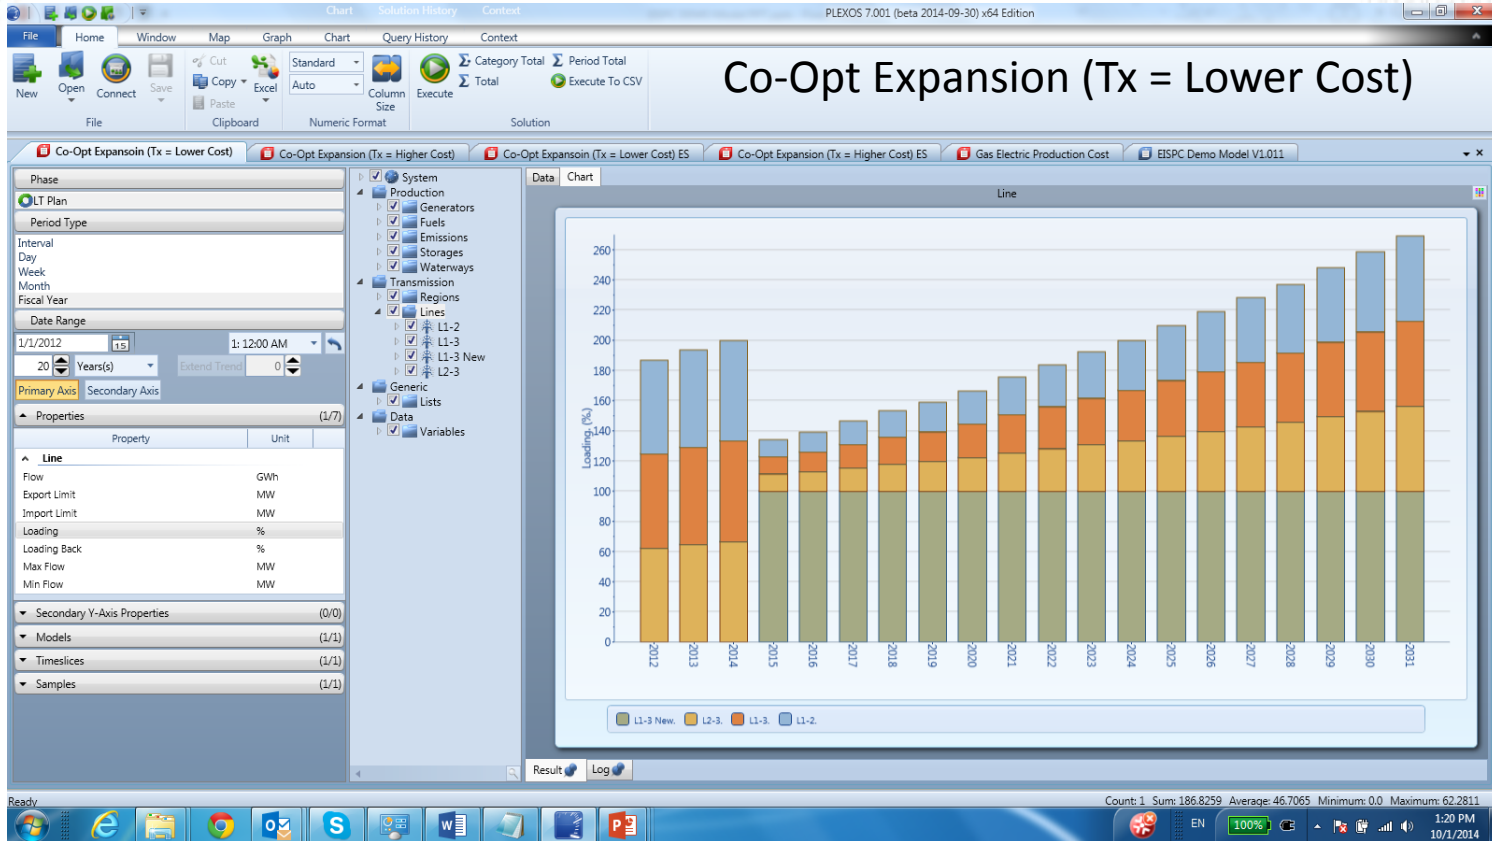 Chart Solution History Context
PLEXOS 7.001 (beta 2014-09-30) x64 Edition
File Home Window Map Graph Chart Query History Context
New
Open
Connect
Save
Cut
Copy
Paste
Excel
Standard
Auto
Column Size
Execute
Category Total
Total
Period Total
Execute To CSV
File Clipboard Numeric Format Solution
Co-Opt Expansion (Tx = Lower Cost)
Co-Opt Expansoin (Tx = Lower Cost)
Co-Opt Expansion (Tx = Higher Cost)
Co-Opt Expansoin (Tx = Lower Cost) ES
Co-Opt Expansion (Tx = Higher Cost) ES
Gas Electric Production Cost
EISPC Demo Model V1.011
Phase
LT Plan
Period Type
Interval
Day
Week
Month
Fiscal Year
Date Range
1/1/2012 15 1: 12:00 AM
20 Years(s) Extend Trend 0
Primary Axis Secondary Axis
Properties (1/7)
Property Unit
Line
Flow GWh
Export Limit MW
Import Limit MW
Loading %
Loading Back %
Max Flow MW
Min Flow MW
Secondary Y-Axis Properties (0/0)
Models (1/1)
Timeslices (1/1)
Samples (1/1)
System
Production
Generators
Fuels
Emissions
Storages
Waterways
Transmission
Regions
Lines
L1-2
L1-3
L1-3 New
L2-3
Generic
Lists
Data
Variables
Data Chart
Line
Loading. (%)
260
240
220
200
180
160
140
120
100
80
60
40
20
0
2012 2013 2014 2015 2016 2017 2018 2019 2020 2021 2022 2023 2024 2025 2026 2027 2028 2029 2030 2031
L1-3 New. L2-3. L1-3. L1-2.
Result Log
Ready
Count: 1 Sum: 186.8259 Average: 46.7065 Minimum: 0.0 Maximum: 62.2811
EN 100% 1:20 PM
10/1/2014